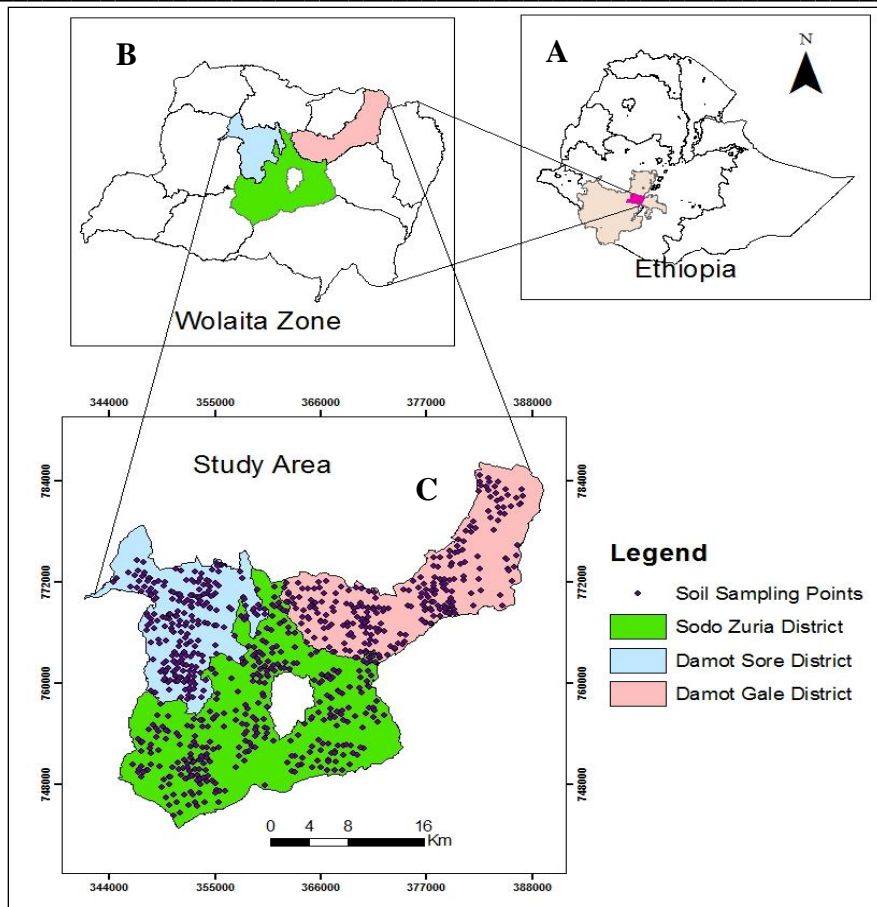 B
A
N
Ethiopia
Wolaita Zone
344000 355000 366000 377000 388000
Study Area
C
784000 784000
772000 772000
760000 760000
748000 748000
Legend
Soil Sampling Points
Sodo Zuria District
Damot Sore District
Damot Gale District
0 4 8 16
Km
344000 355000 366000 377000 388000